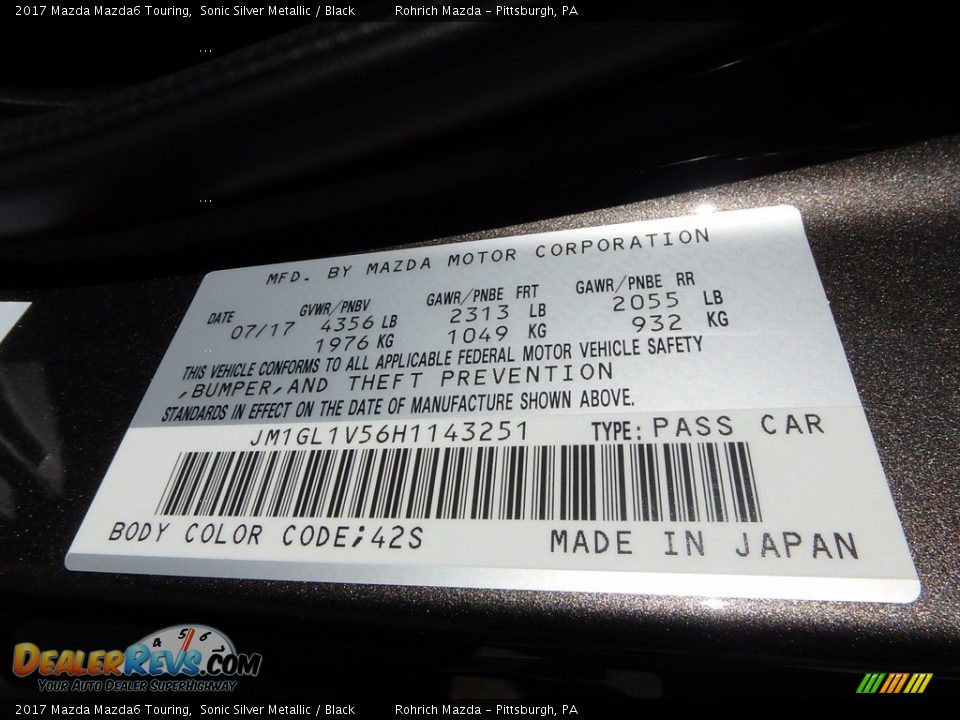 2017 Mazda Mazda6 Touring, Sonic Silver Metallic / Black Rohrich Mazda - Pittsburgh, PA
MFD. BY MAZDA MOTOR CORPORATION
DATE GVWR/PNBV GAWR/PNBE FRT GAWR/PNBE RR
07/17 4356 LB 2313 LB 2055 LB
1976 KG 1049 KG 932 KG
THIS VEHICLE CONFORMS TO ALL APPLICABLE FEDERAL MOTOR VEHICLE SAFETY
,BUMPER,AND THEFT PREVENTION
STANDARDS IN EFFECT ON THE DATE OF MANUFACTURE SHOWN ABOVE.
JM1GL1V56H1143251 TYPE: PASS CAR
BODY COLOR CODE;42S MADE IN JAPAN
4 5 6
DEALERREVS.COM
YOUR AUTO DEALER SUPERHIGHWAY
2017 Mazda Mazda6 Touring, Sonic Silver Metallic / Black Rohrich Mazda - Pittsburgh, PA